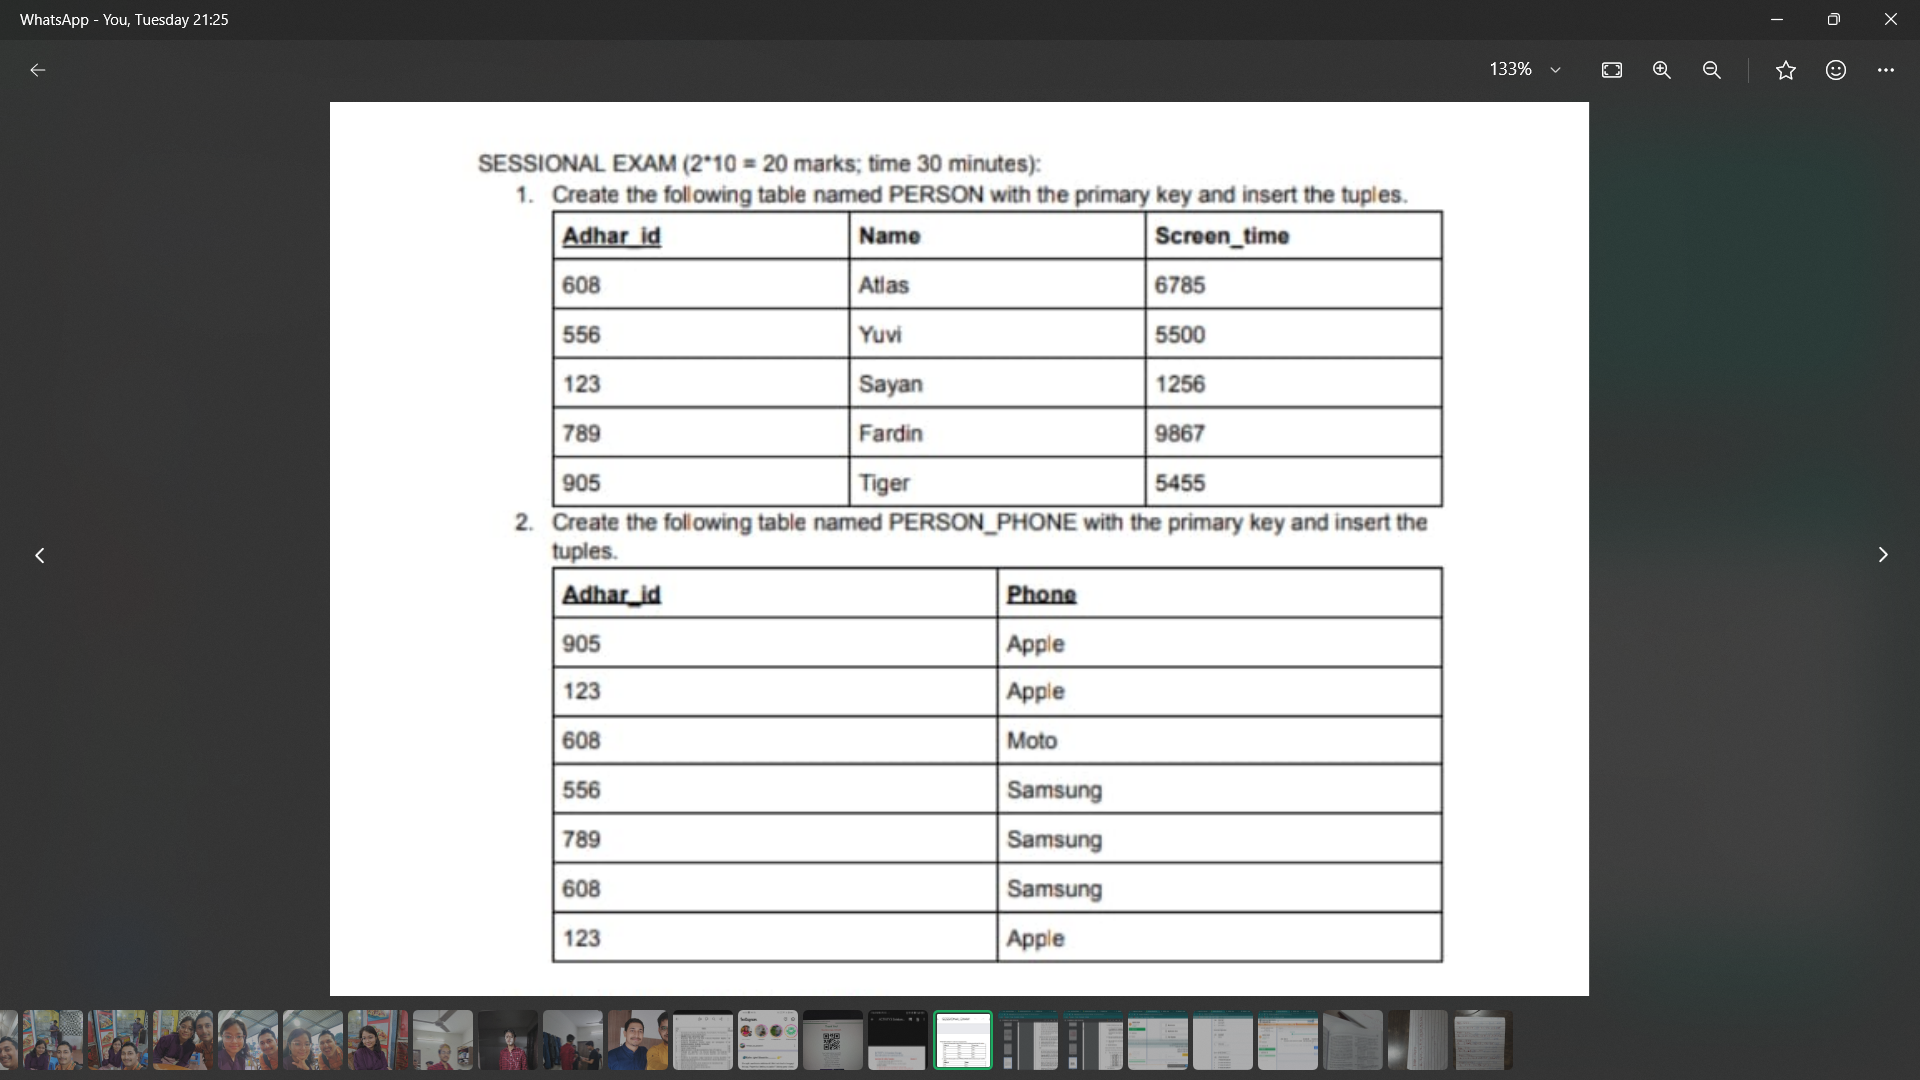 WhatsApp - You, Tuesday 21:25
133%
SESSIONAL EXAM (2*10 = 20 marks; time 30 minutes):
1. Create the following table named PERSON with the primary key and insert the tuples.
Adhar_id Name Screen_time
608 Atlas 6785
556 Yuvi 5500
123 Sayan 1256
789 Fardin 9867
905 Tiger 5455
2. Create the following table named PERSON_PHONE with the primary key and insert the
tuples.
Adhar_id Phone
905 Apple
123 Apple
608 Moto
556 Samsung
789 Samsung
608 Samsung
123 Apple